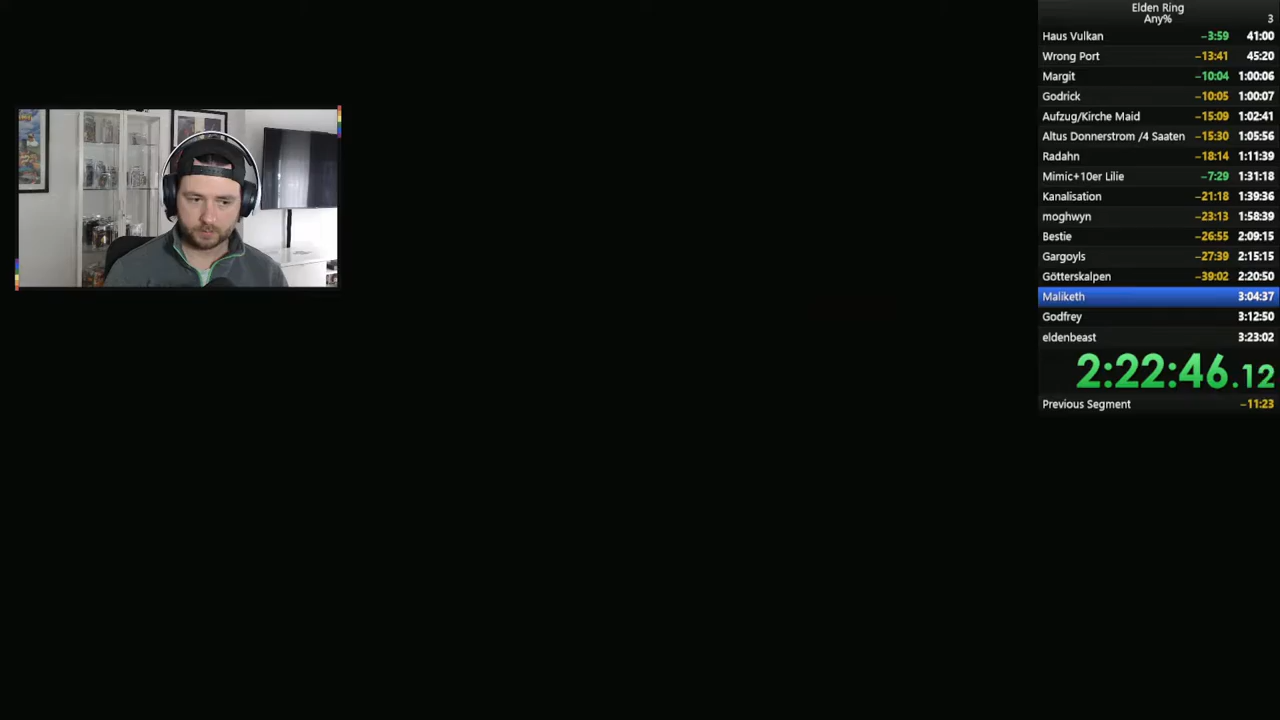 Elden Ring
Any%
3
Haus Vulkan −3:59 41:00
Wrong Port −13:41 45:20
Margit −10:04 1:00:06
Godrick −10:05 1:00:07
Aufzug/Kirche Maid −15:09 1:02:41
Altus Donnerstrom /4 Saaten −15:30 1:05:56
Radahn −18:14 1:11:39
Mimic+10er Lilie −7:29 1:31:18
Kanalisation −21:18 1:39:36
moghwyn −23:13 1:58:39
Bestie −26:55 2:09:15
Gargoyls −27:39 2:15:15
Götterskalpen −39:02 2:20:50
Maliketh 3:04:37
Godfrey 3:12:50
eldenbeast 3:23:02
2:22:46.12
Previous Segment −11:23